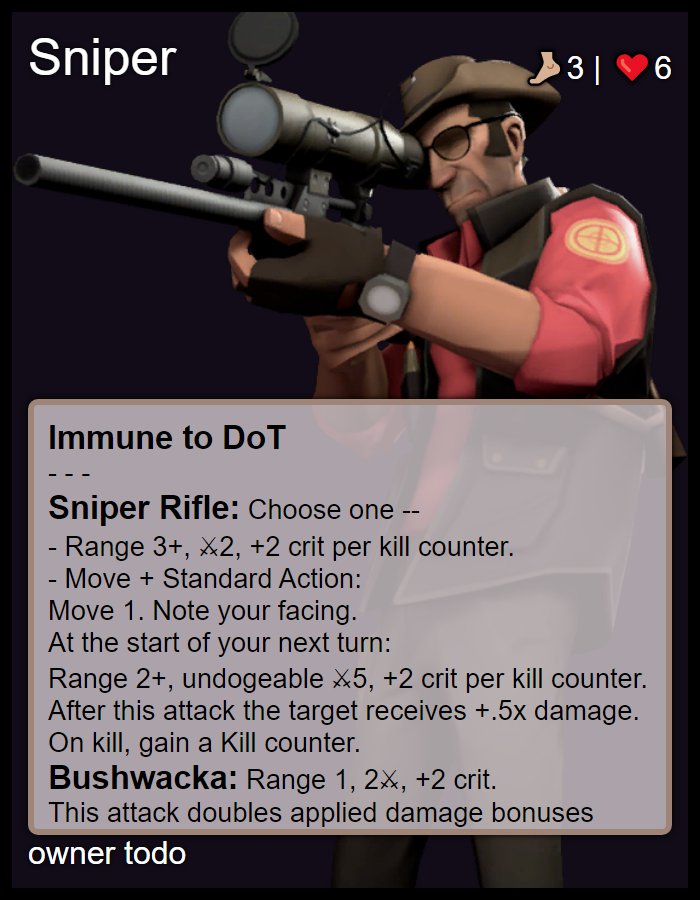 Sniper
🦶3 | ❤️6
Immune to DoT
- - -
Sniper Rifle: Choose one --
- Range 3+, ⚔2, +2 crit per kill counter.
- Move + Standard Action:
Move 1. Note your facing.
At the start of your next turn:
Range 2+, undogeable ⚔5, +2 crit per kill counter.
After this attack the target receives +.5x damage.
On kill, gain a Kill counter.
Bushwacka: Range 1, 2⚔, +2 crit.
This attack doubles applied damage bonuses
owner todo